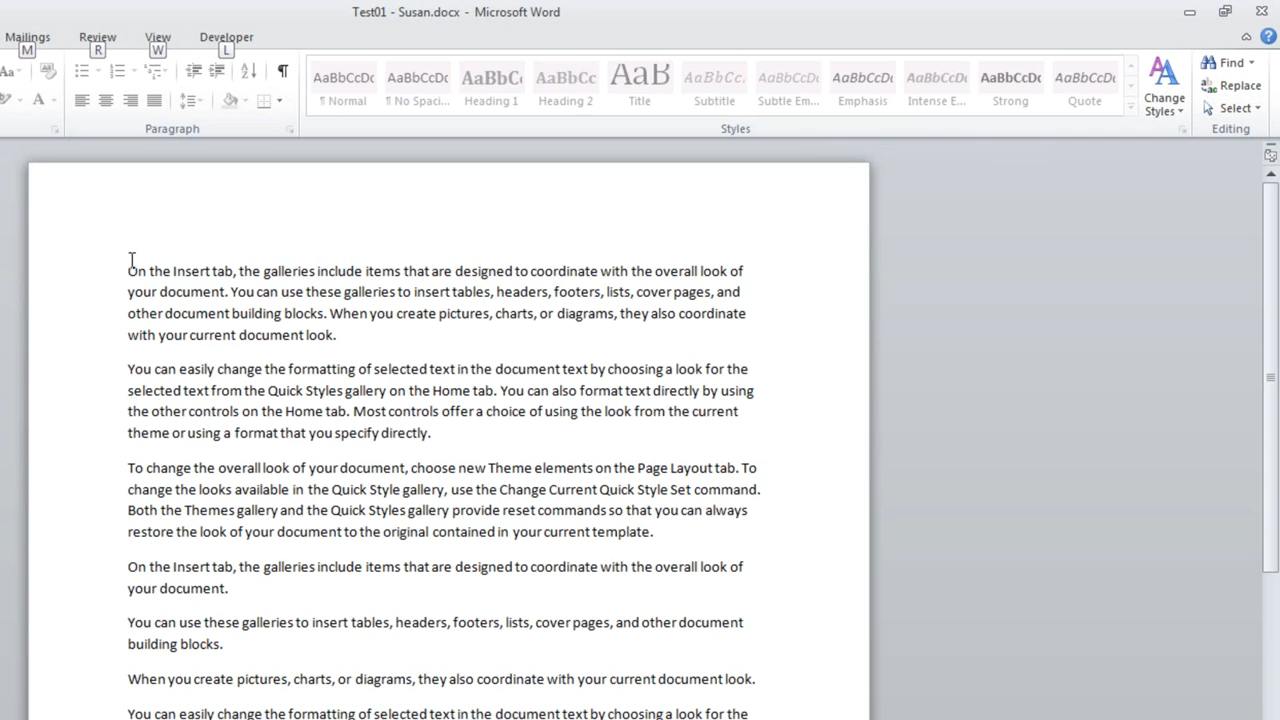 Test01 - Susan.docx - Microsoft Word
Mailings Review View Developer
M R W L
Aa
A
AaBbCcDc AaBbCcDc AaBbCc AaBbCc AaB AaBbCc. AaBbCcDc AaBbCcDc AaBbCcDc AaBbCcDc AaBbCcDc
¶ Normal ¶ No Spaci... Heading 1 Heading 2 Title Subtitle Subtle Em... Emphasis Intense E... Strong Quote
Change Styles
Find
Replace
Select
Paragraph Styles Editing
On the Insert tab, the galleries include items that are designed to coordinate with the overall look of
your document. You can use these galleries to insert tables, headers, footers, lists, cover pages, and
other document building blocks. When you create pictures, charts, or diagrams, they also coordinate
with your current document look.
You can easily change the formatting of selected text in the document text by choosing a look for the
selected text from the Quick Styles gallery on the Home tab. You can also format text directly by using
the other controls on the Home tab. Most controls offer a choice of using the look from the current
theme or using a format that you specify directly.
To change the overall look of your document, choose new Theme elements on the Page Layout tab. To
change the looks available in the Quick Style gallery, use the Change Current Quick Style Set command.
Both the Themes gallery and the Quick Styles gallery provide reset commands so that you can always
restore the look of your document to the original contained in your current template.
On the Insert tab, the galleries include items that are designed to coordinate with the overall look of
your document.
You can use these galleries to insert tables, headers, footers, lists, cover pages, and other document
building blocks.
When you create pictures, charts, or diagrams, they also coordinate with your current document look.
You can easily change the formatting of selected text in the document text by choosing a look for the